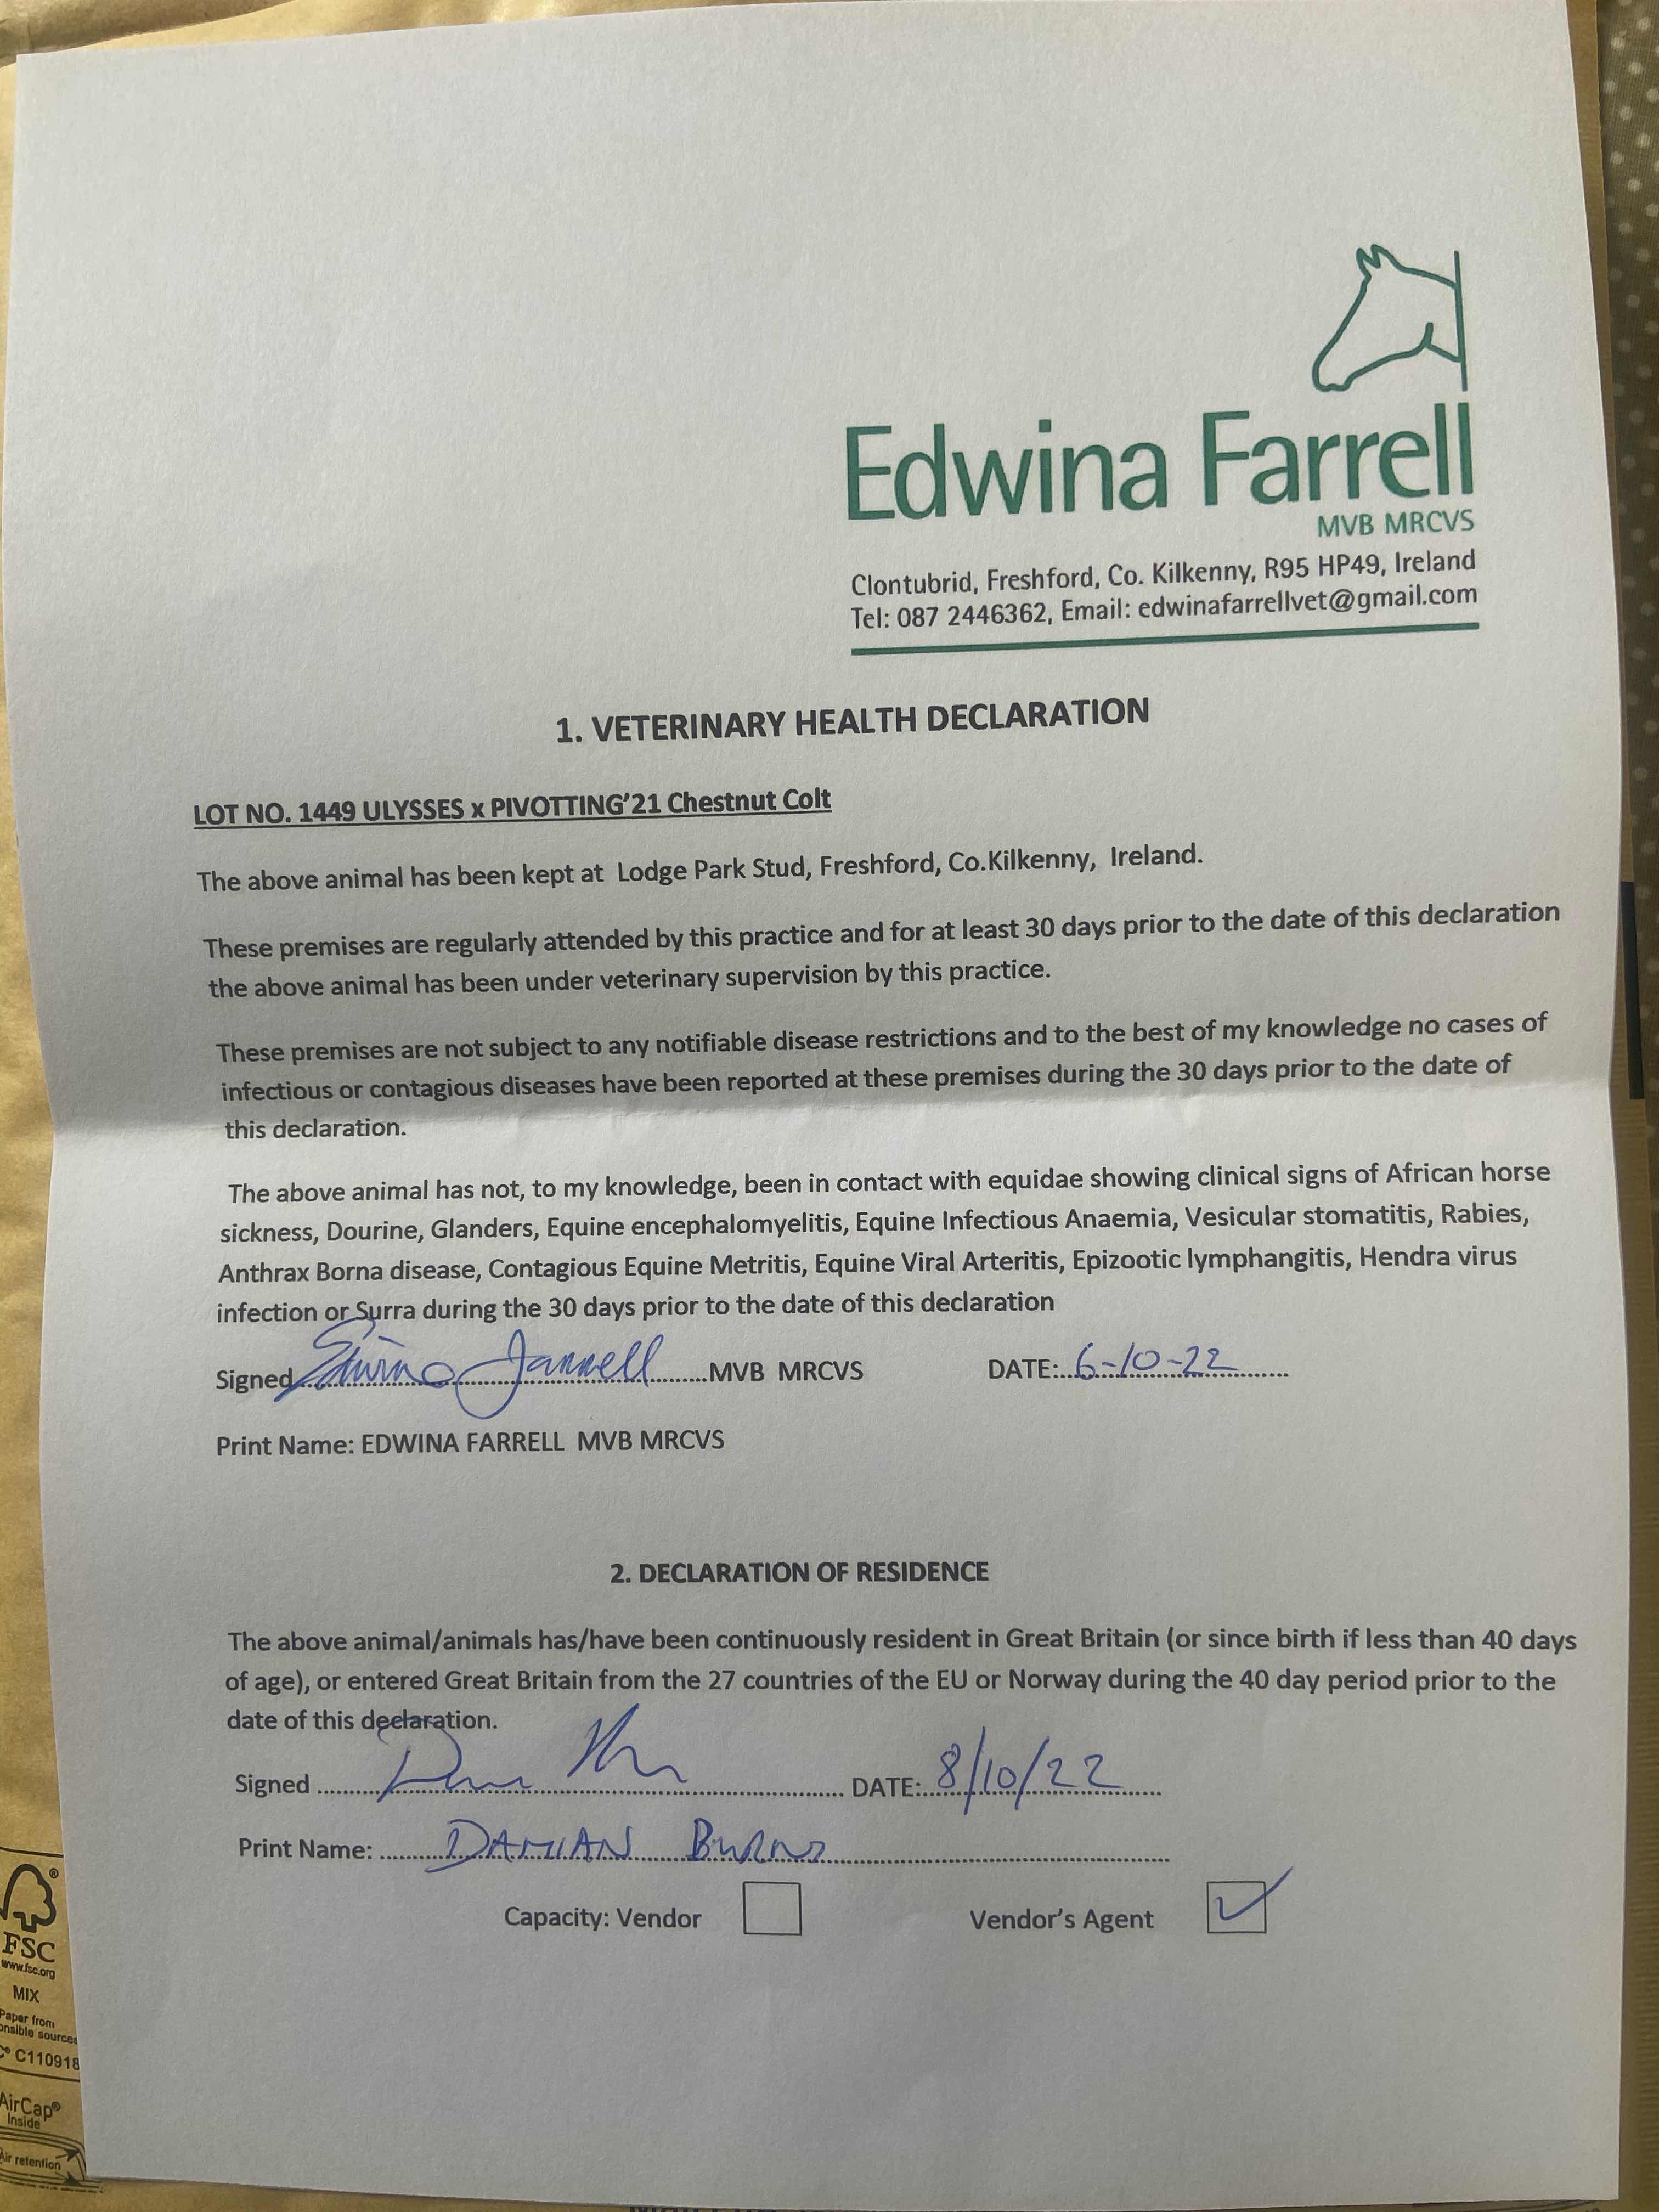 Edwina Farrell
MVB MRCVS
Clontubrid, Freshford, Co. Kilkenny, R95 HP49, Ireland
Tel: 087 2446362, Email: edwinafarrellvet@gmail.com
1. VETERINARY HEALTH DECLARATION
LOT NO. 1449 ULYSSES x PIVOTTING'21 Chestnut Colt
The above animal has been kept at Lodge Park Stud, Freshford, Co.Kilkenny, Ireland.
These premises are regularly attended by this practice and for at least 30 days prior to the date of this declaration
the above animal has been under veterinary supervision by this practice.
These premises are not subject to any notifiable disease restrictions and to the best of my knowledge no cases of
infectious or contagious diseases have been reported at these premises during the 30 days prior to the date of
this declaration.
The above animal has not, to my knowledge, been in contact with equidae showing clinical signs of African horse
sickness, Dourine, Glanders, Equine encephalomyelitis, Equine Infectious Anaemia, Vesicular stomatitis, Rabies,
Anthrax Borna disease, Contagious Equine Metritis, Equine Viral Arteritis, Epizootic lymphangitis, Hendra virus
infection or Surra during the 30 days prior to the date of this declaration
Signed Edwina Farrell MVB MRCVS DATE: 6-10-22
Print Name: EDWINA FARRELL MVB MRCVS
2. DECLARATION OF RESIDENCE
The above animal/animals has/have been continuously resident in Great Britain (or since birth if less than 40 days
of age), or entered Great Britain from the 27 countries of the EU or Norway during the 40 day period prior to the
date of this declaration.
Signed DATE: 8/10/22
Print Name: DAMIAN BURNS
Capacity: Vendor Vendor's Agent
FSC
www.fsc.org
MIX
Paper from
sources
C110918
AirCap®
Inside
Air retention